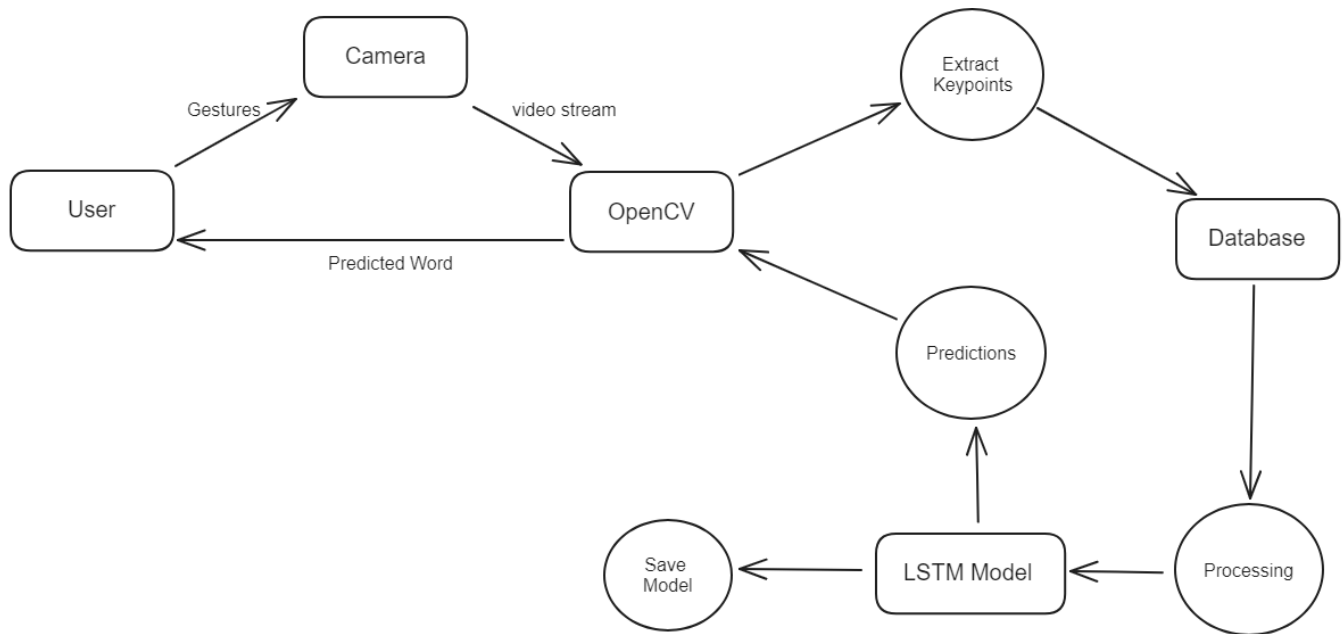 Camera
Extract
Keypoints
Gestures
video stream
User
OpenCV
Database
Predicted Word
Predictions
Save
Model
LSTM Model
Processing